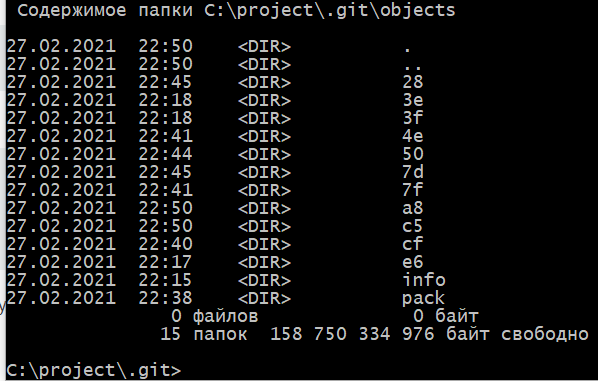 Содержимое папки C:\project\.git\objects
27.02.2021 22:50 <DIR> .
27.02.2021 22:50 <DIR> ..
27.02.2021 22:45 <DIR> 28
27.02.2021 22:18 <DIR> 3e
27.02.2021 22:18 <DIR> 3f
27.02.2021 22:41 <DIR> 4e
27.02.2021 22:44 <DIR> 50
27.02.2021 22:45 <DIR> 7d
27.02.2021 22:41 <DIR> 7f
27.02.2021 22:50 <DIR> a8
27.02.2021 22:50 <DIR> c5
27.02.2021 22:40 <DIR> cf
27.02.2021 22:17 <DIR> e6
27.02.2021 22:15 <DIR> info
27.02.2021 22:38 <DIR> pack
0 файлов 0 байт
15 папок 158 750 334 976 байт свободно
C:\project\.git>